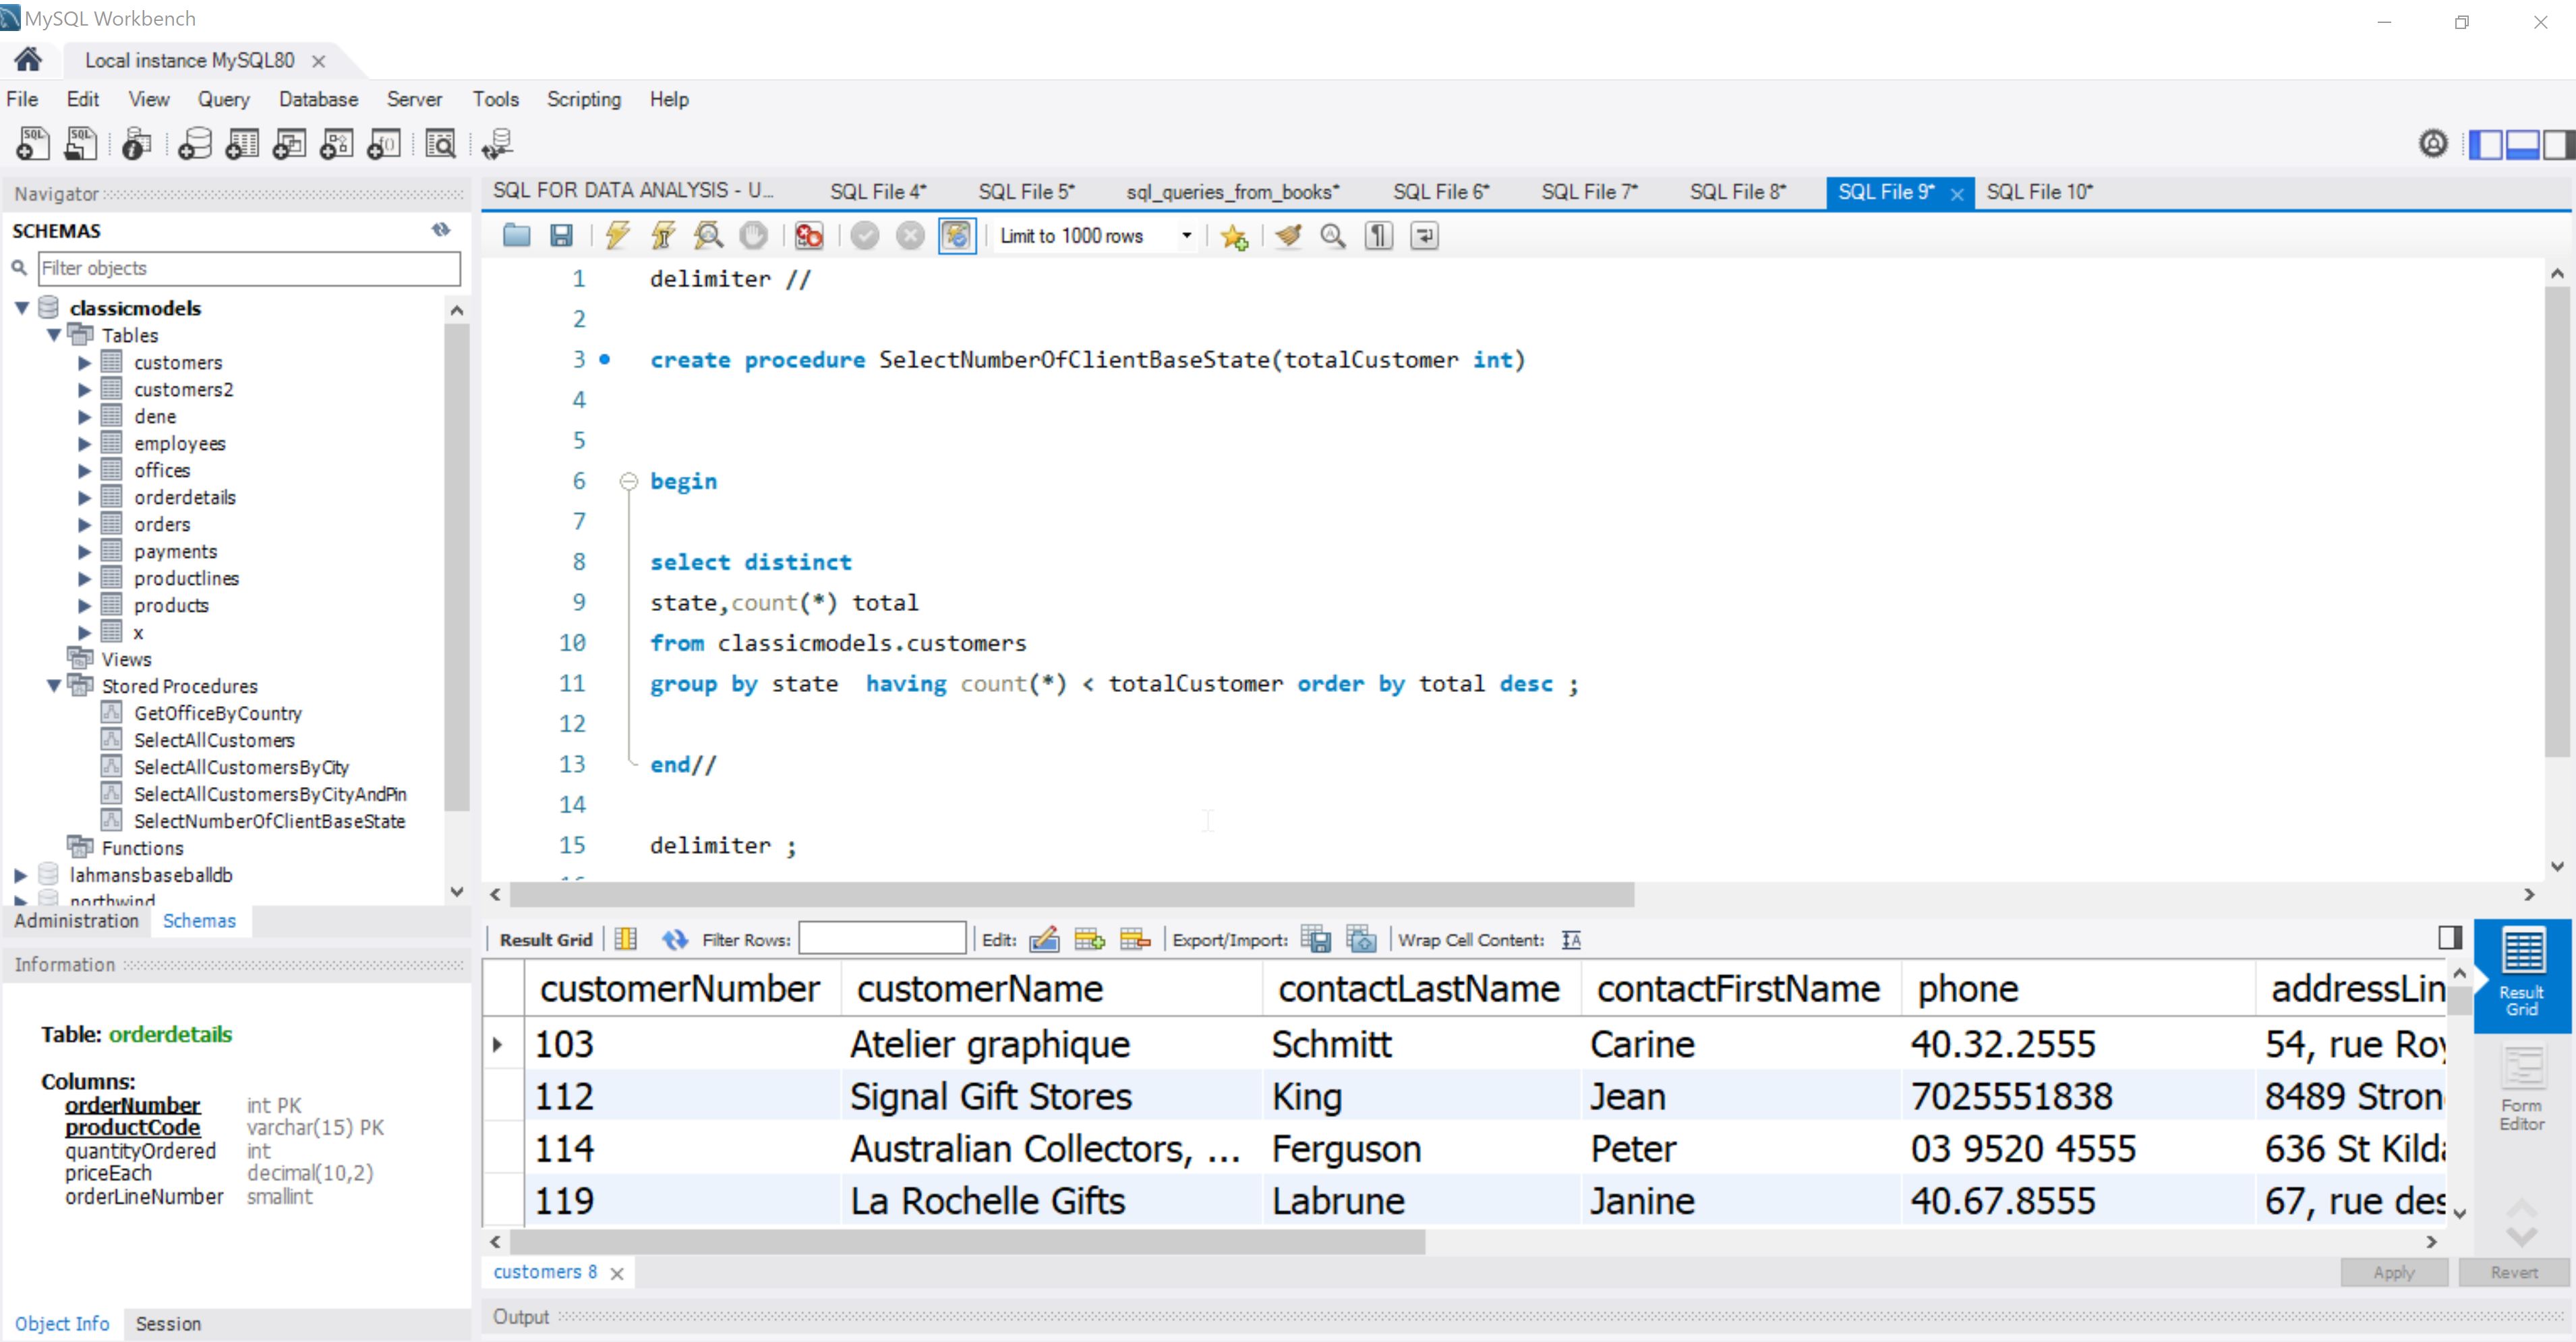 MySQL Workbench
Local instance MySQL80
File Edit View Query Database Server Tools Scripting Help
Navigator
SCHEMAS
Filter objects
classicmodels
Tables
customers
customers2
dene
employees
offices
orderdetails
orders
payments
productlines
products
x
Views
Stored Procedures
GetOfficeByCountry
SelectAllCustomers
SelectAllCustomersByCity
SelectAllCustomersByCityAndPin
SelectNumberOfClientBaseState
Functions
lahmansbaseballdb
northwind
Administration Schemas
Information
Table: orderdetails
Columns:
orderNumber int PK
productCode varchar(15) PK
quantityOrdered int
priceEach decimal(10,2)
orderLineNumber smallint
Object Info Session
SQL FOR DATA ANALYSIS - U... SQL File 4* SQL File 5* sql_queries_from_books* SQL File 6* SQL File 7* SQL File 8* SQL File 9* SQL File 10*
Limit to 1000 rows
1 delimiter //
2
3 create procedure SelectNumberOfClientBaseState(totalCustomer int)
4
5
6 begin
7
8 select distinct
9 state,count(*) total
10 from classicmodels.customers
11 group by state  having count(*) < totalCustomer order by total desc ;
12
13 end//
14
15 delimiter ;
Result Grid Filter Rows: Edit: Export/Import: Wrap Cell Content:
customerNumber customerName contactLastName contactFirstName phone addressLin
103 Atelier graphique Schmitt Carine 40.32.2555 54, rue Roy
112 Signal Gift Stores King Jean 7025551838 8489 Stron
114 Australian Collectors, ... Ferguson Peter 03 9520 4555 636 St Kild
119 La Rochelle Gifts Labrune Janine 40.67.8555 67, rue des
Result
Grid
Form
Editor
customers 8
Apply Revert
Output